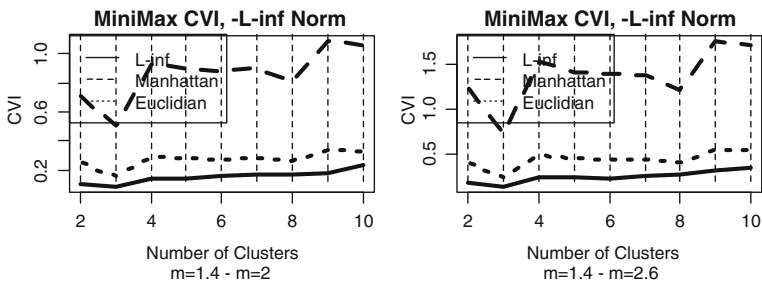 MiniMax CVI, -L-inf Norm
CVI
1.0
0.6
0.2
L-inf
Manhattan
Euclidian
2 4 6 8 10
Number of Clusters
m=1.4 - m=2
MiniMax CVI, -L-inf Norm
CVI
1.5
1.0
0.5
L-inf
Manhattan
Euclidian
2 4 6 8 10
Number of Clusters
m=1.4 - m=2.6